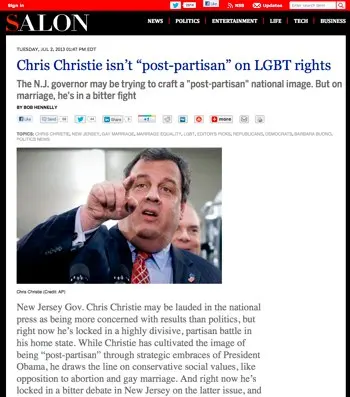 Sign in
RSS
Updates
Enter search
SALON
NEWS
POLITICS
ENTERTAINMENT
LIFE
TECH
BUSINESS
TUESDAY, JUL 2, 2013 01:47 PM EDT
Chris Christie isn’t “post-partisan” on LGBT rights
The N.J. governor may be trying to craft a "post-partisan" national image. But on
marriage, he's in a bitter fight
BY BOB HENNELLY
Like
Send
Share
more
TOPICS: CHRIS CHRISTIE, NEW JERSEY, GAY MARRIAGE, MARRIAGE EQUALITY, LGBT, EDITOR'S PICKS, REPUBLICANS, DEMOCRATS, BARBARA BUONO,
POLITICS NEWS
Chris Christie (Credit: AP)
New Jersey Gov. Chris Christie may be lauded in the national
press as being more concerned with results than politics, but
right now he’s locked in a highly divisive, partisan battle in
his home state. While Christie has cultivated the image of
being “post-partisan” through strategic embraces of President
Obama, he draws the line on conservative social values, like
opposition to abortion and gay marriage. And right now he’s
locked in a bitter debate in New Jersey on the latter issue, and